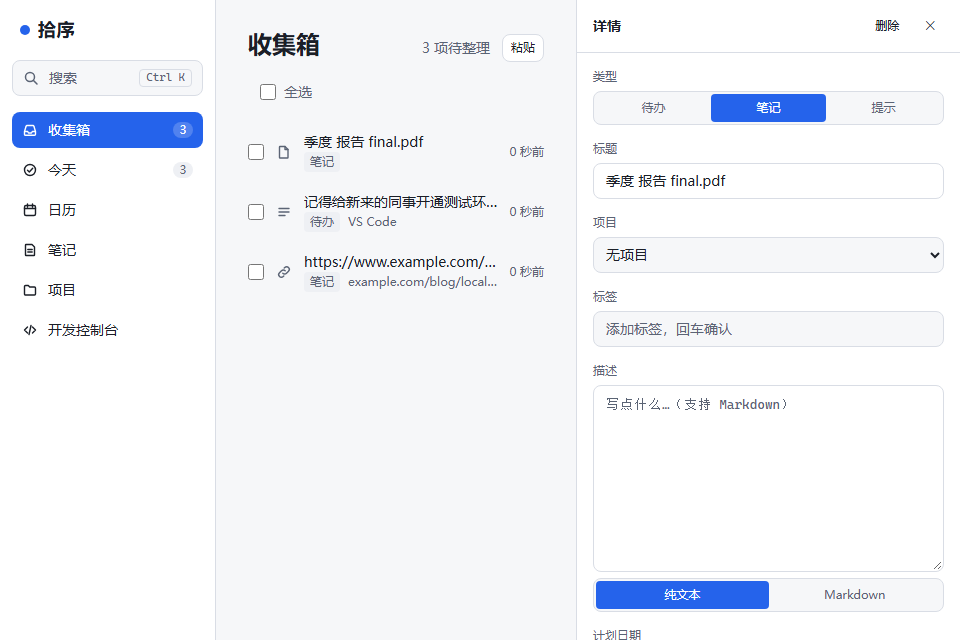 拾序
搜索 Ctrl K
收集箱 3
今天 3
日历
笔记
项目
开发控制台
收集箱 3 项待整理 粘贴
全选
季度 报告 final.pdf
笔记
0 秒前
记得给新来的同事开通测试环...
待办 VS Code
0 秒前
https://www.example.com/...
笔记 example.com/blog/local...
0 秒前
详情 删除
类型
待办 笔记 提示
标题
季度 报告 final.pdf
项目
无项目
标签
添加标签，回车确认
描述
写点什么…（支持 Markdown）
纯文本 Markdown
计划日期